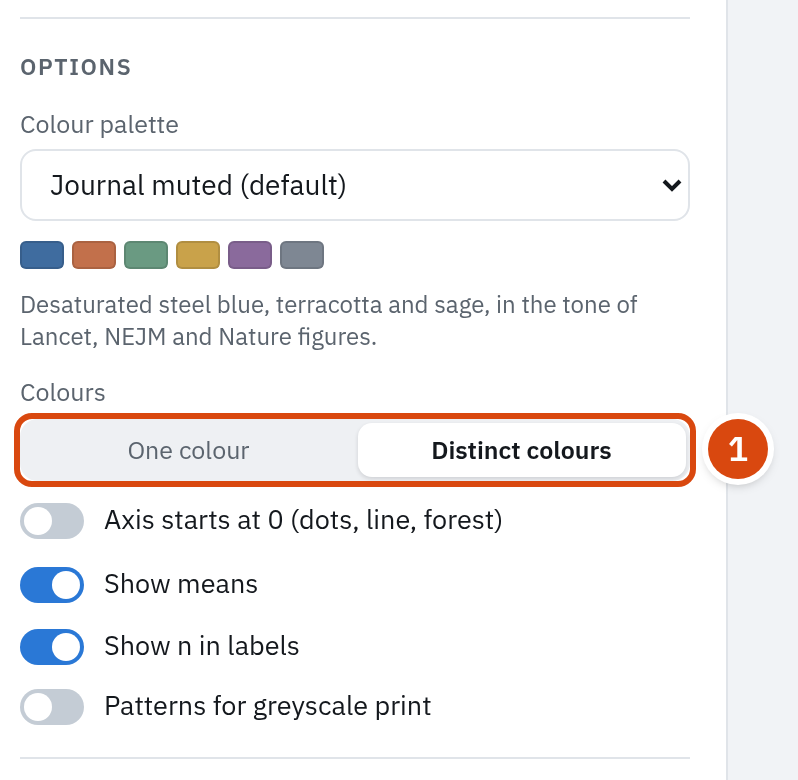 OPTIONS
Colour palette
Journal muted (default)
Desaturated steel blue, terracotta and sage, in the tone of
Lancet, NEJM and Nature figures.
Colours
One colour
Distinct colours
1
Axis starts at 0 (dots, line, forest)
Show means
Show n in labels
Patterns for greyscale print